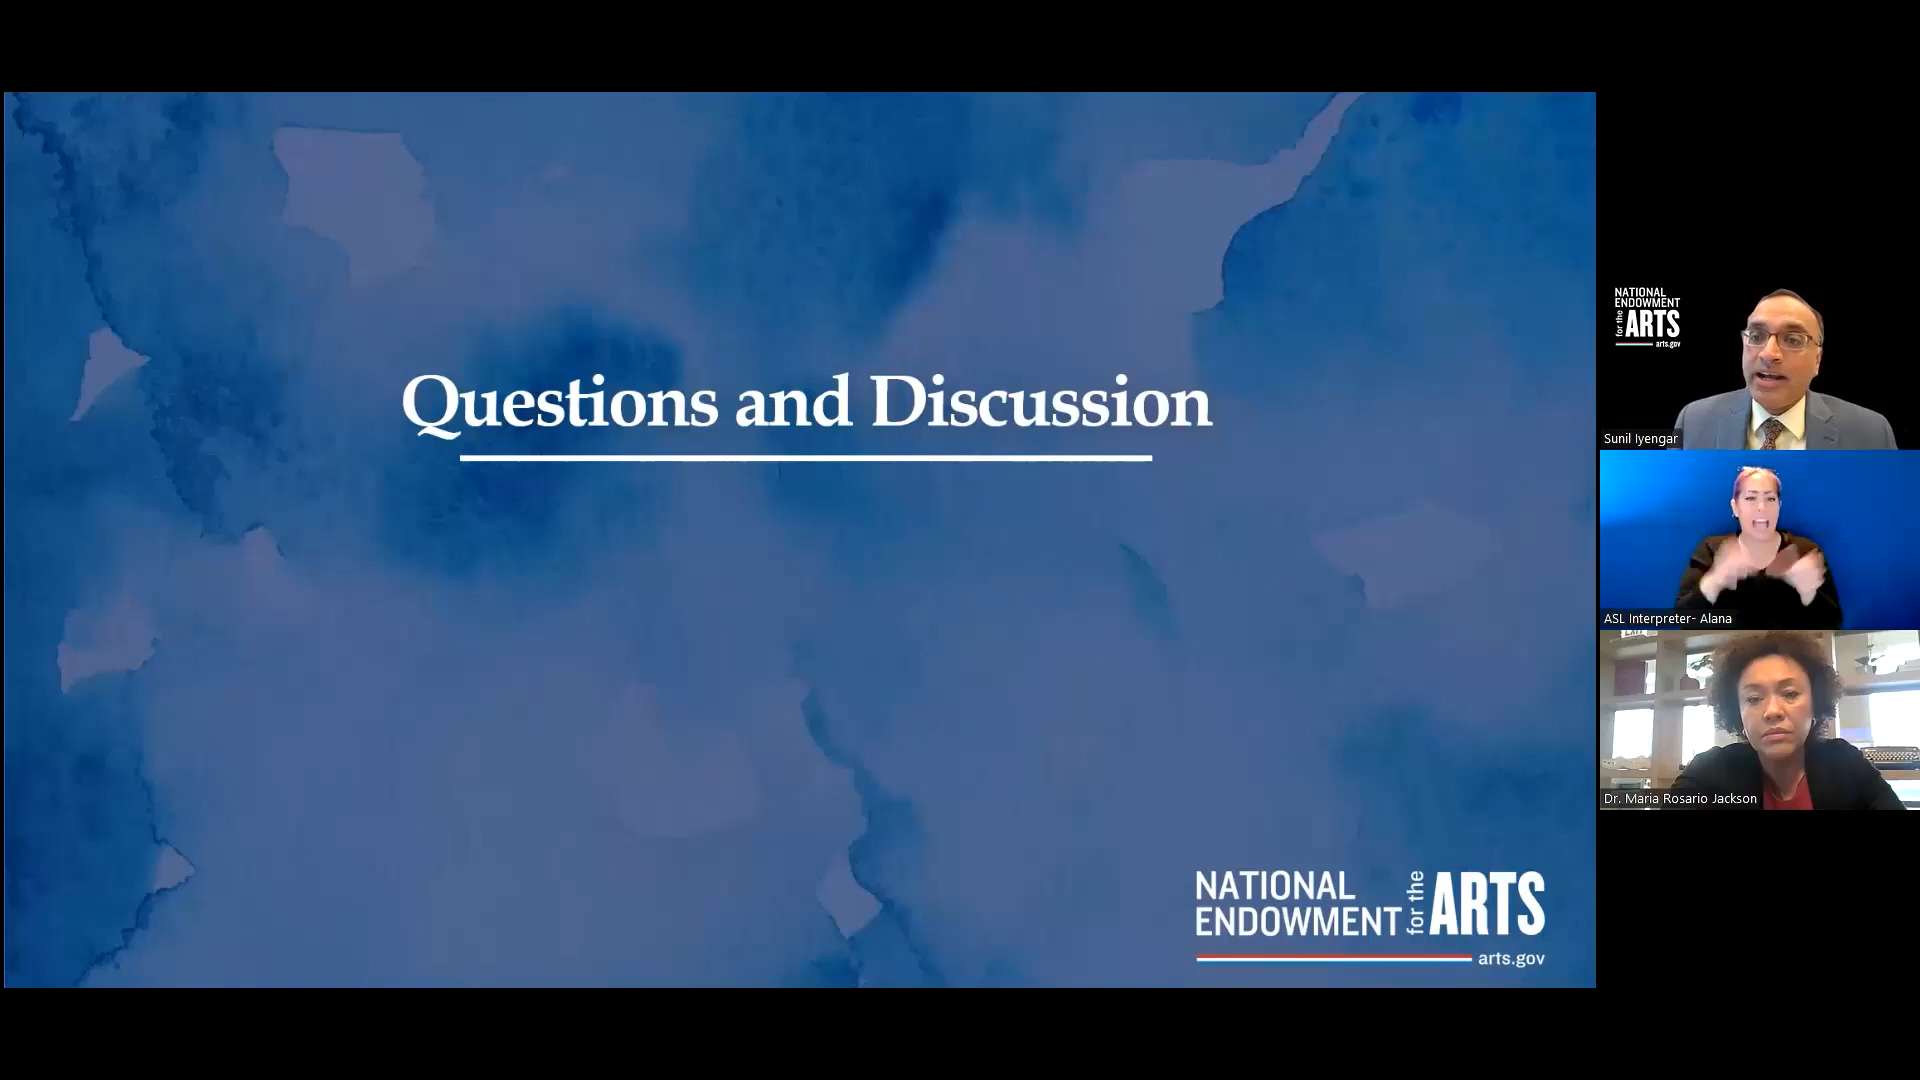 Questions and Discussion
NATIONAL
ENDOWMENT
for the
ARTS
arts.gov
NATIONAL
ENDOWMENT
for the
ARTS
arts.gov
Sunil Iyengar
ASL Interpreter- Alana
Dr. Maria Rosario Jackson